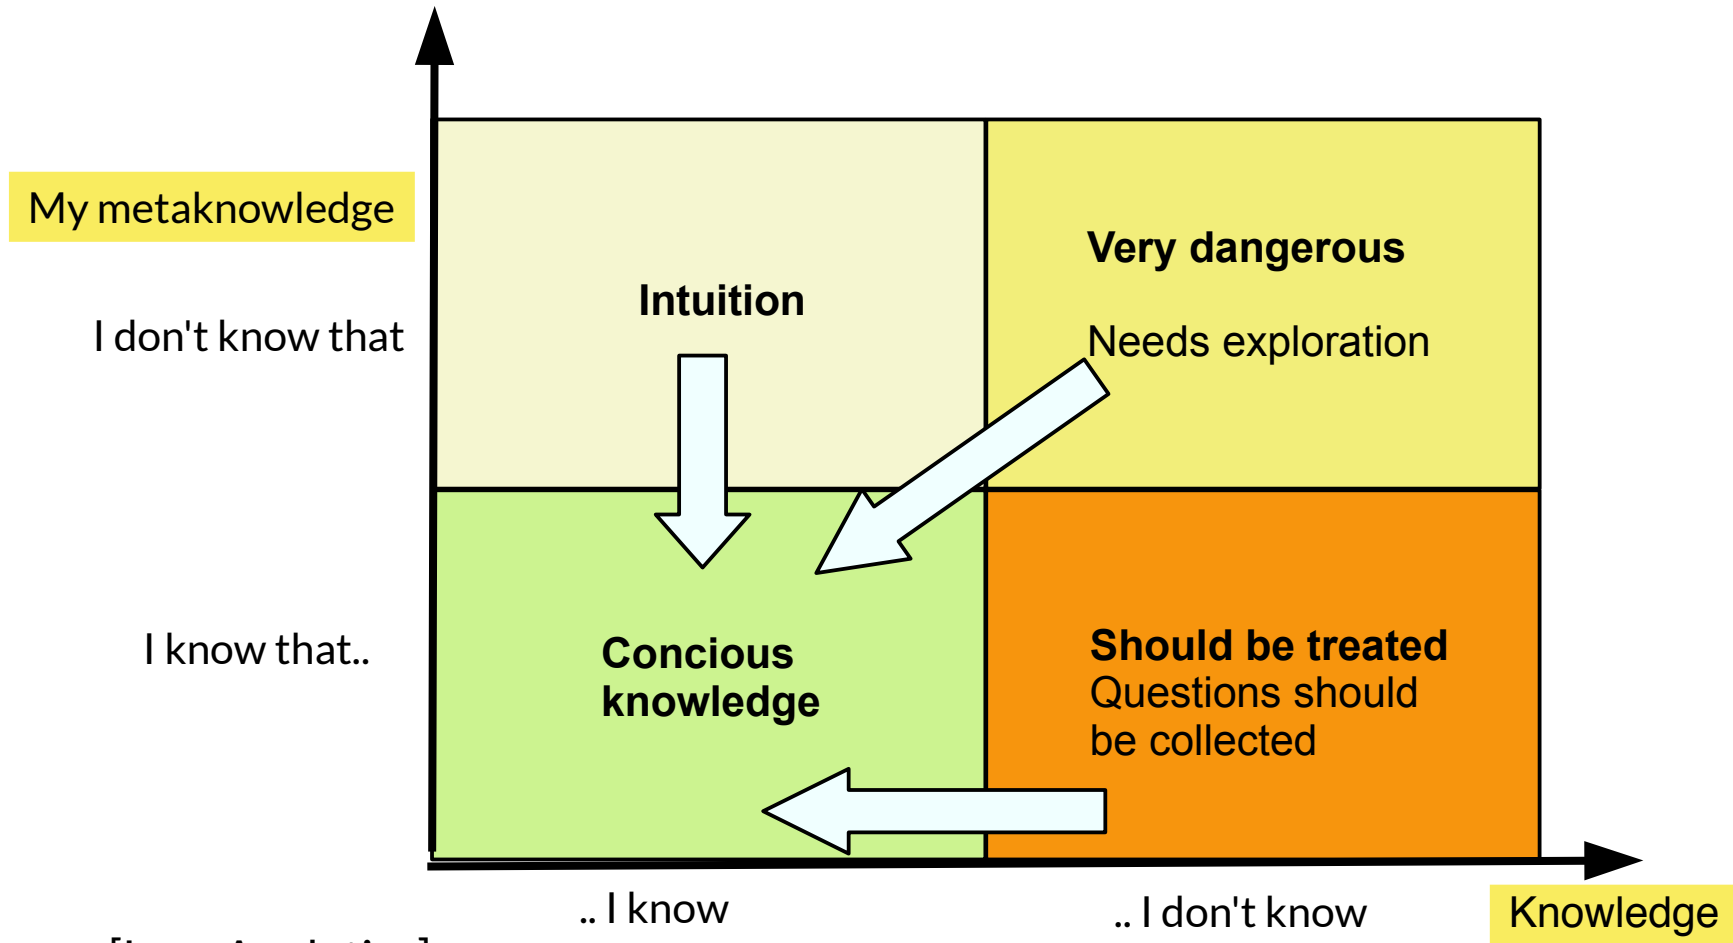 My metaknowledge
I don't know that
I know that..
Intuition
Very dangerous
Needs exploration
Concious
knowledge
Should be treated
Questions should
be collected
.. I know
.. I don't know
Knowledge